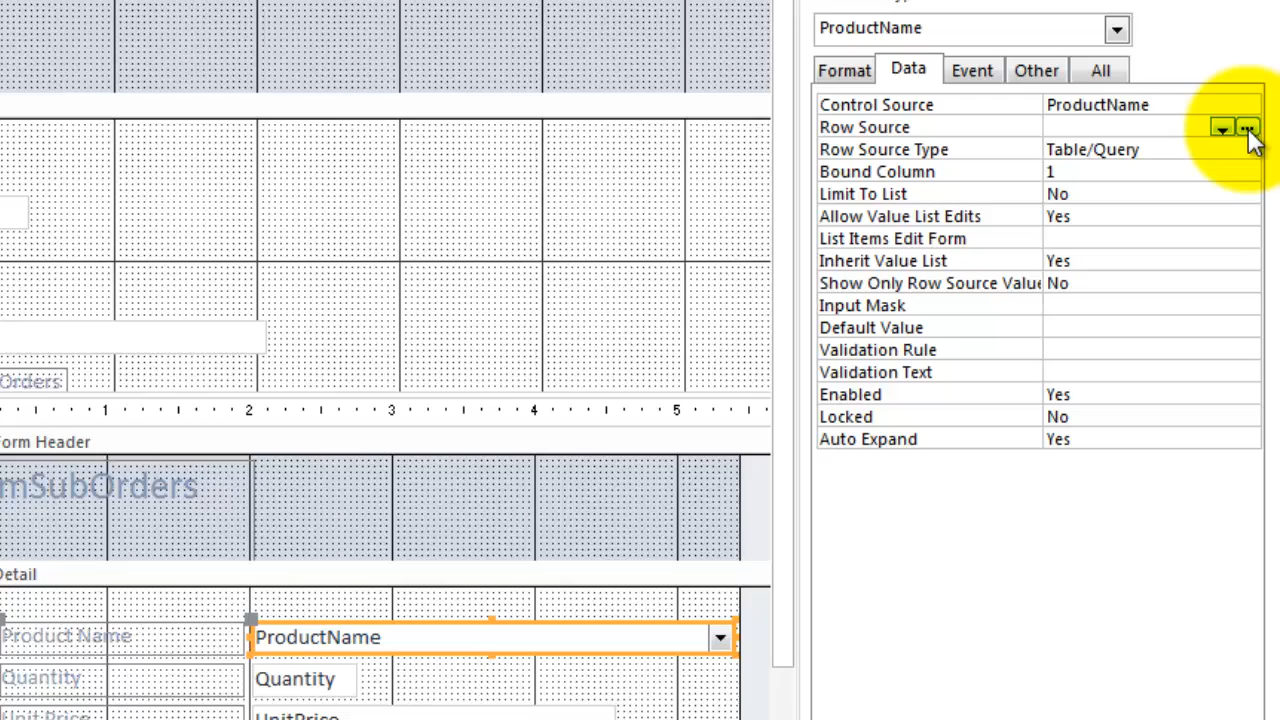 ProductName
Format Data Event Other All
Control Source ProductName
Row Source
Row Source Type Table/Query
Bound Column 1
Limit To List No
Allow Value List Edits Yes
List Items Edit Form
Inherit Value List Yes
Show Only Row Source Value No
Input Mask
Default Value
Validation Rule
Validation Text
Enabled Yes
Locked No
Auto Expand Yes
Orders
1 2 3 4 5
Form Header
mSubOrders
Detail
Product Name ProductName
Quantity Quantity
Unit Price UnitPrice